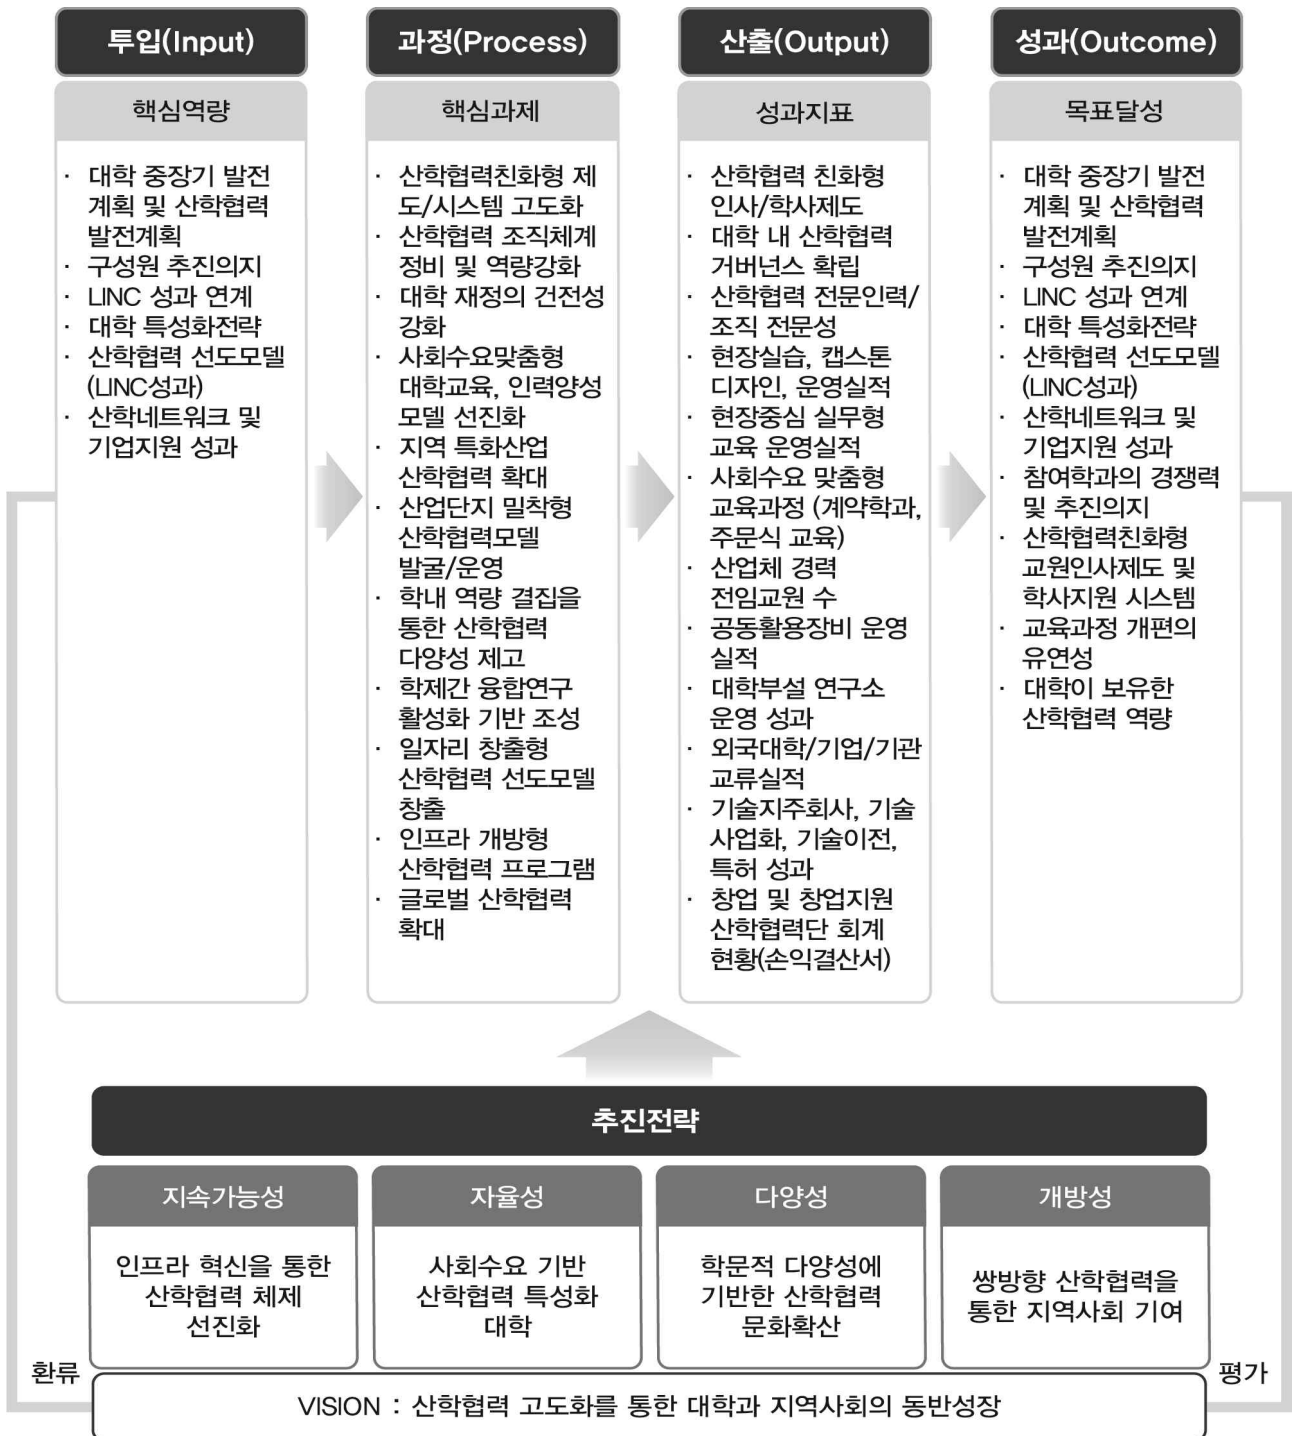 투입(Input)
핵심역량
· 대학 중장기 발전
계획 및 산학협력
발전계획
· 구성원 추진의지
· LINC 성과 연계
· 대학 특성화전략
· 산학협력 선도모델
(LINC성과)
· 산학네트워크 및
기업지원 성과
과정(Process)
핵심과제
· 산학협력친화형 제
도/시스템 고도화
· 산학협력 조직체계
정비 및 역량강화
· 대학 재정의 건전성
강화
· 사회수요맞춤형
대학교육, 인력양성
모델 선진화
· 지역 특화산업
산학협력 확대
· 산업단지 밀착형
산학협력모델
발굴/운영
· 학내 역량 결집을
통한 산학협력
다양성 제고
· 학제간 융합연구
활성화 기반 조성
· 일자리 창출형
산학협력 선도모델
창출
· 인프라 개방형
산학협력 프로그램
· 글로벌 산학협력
확대
산출(Output)
성과지표
· 산학협력 친화형
인사/학사제도
· 대학 내 산학협력
거버넌스 확립
· 산학협력 전문인력/
조직 전문성
· 현장실습, 캡스톤
디자인, 운영실적
· 현장중심 실무형
교육 운영실적
· 사회수요 맞춤형
교육과정 (계약학과,
주문식 교육)
· 산업체 경력
전임교원 수
· 공동활용장비 운영
실적
· 대학부설 연구소
운영 성과
· 외국대학/기업/기관
교류실적
· 기술지주회사, 기술
사업화, 기술이전,
특허 성과
· 창업 및 창업지원
산학협력단 회계
현황(손익결산서)
성과(Outcome)
목표달성
· 대학 중장기 발전
계획 및 산학협력
발전계획
· 구성원 추진의지
· LINC 성과 연계
· 대학 특성화전략
· 산학협력 선도모델
(LINC성과)
· 산학네트워크 및
기업지원 성과
· 참여학과의 경쟁력
및 추진의지
· 산학협력친화형
교원인사제도 및
학사지원 시스템
· 교육과정 개편의
유연성
· 대학이 보유한
산학협력 역량
추진전략
지속가능성
인프라 혁신을 통한
산학협력 체제
선진화
자율성
사회수요 기반
산학협력 특성화
대학
다양성
학문적 다양성에
기반한 산학협력
문화확산
개방성
쌍방향 산학협력을
통한 지역사회 기여
환류
평가
VISION : 산학협력 고도화를 통한 대학과 지역사회의 동반성장